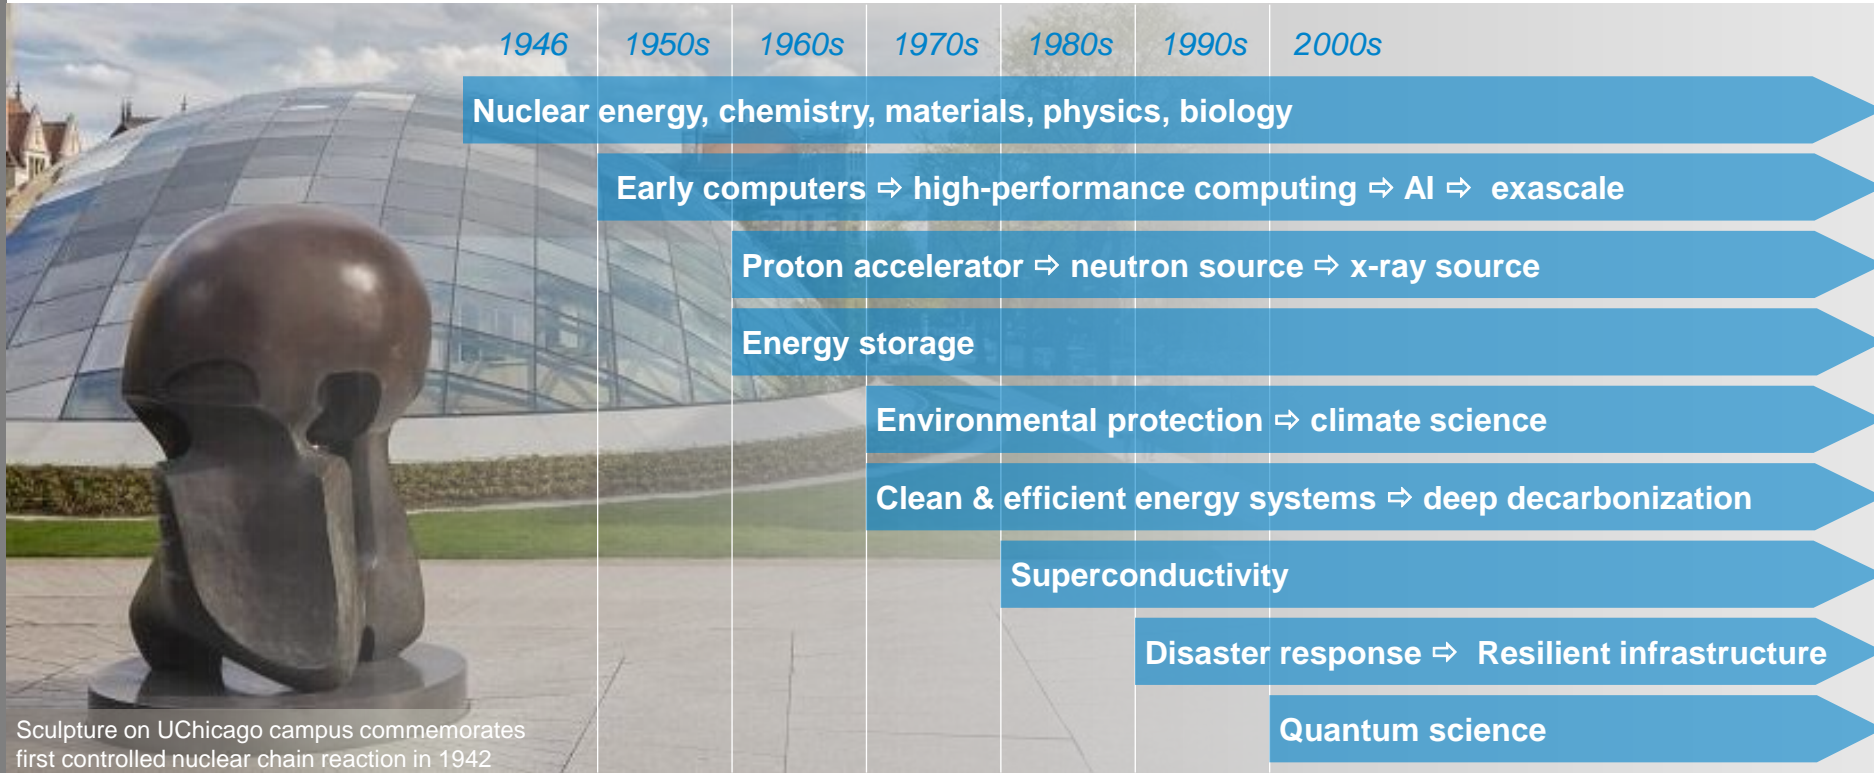 1946 1950s 1960s 1970s 1980s 1990s 2000s
Nuclear energy, chemistry, materials, physics, biology
Early computers ⇨ high-performance computing ⇨ AI ⇨ exascale
Proton accelerator ⇨ neutron source ⇨ x-ray source
Energy storage
Environmental protection ⇨ climate science
Clean & efficient energy systems ⇨ deep decarbonization
Superconductivity
Disaster response ⇨ Resilient infrastructure
Quantum science
Sculpture on UChicago campus commemorates
first controlled nuclear chain reaction in 1942